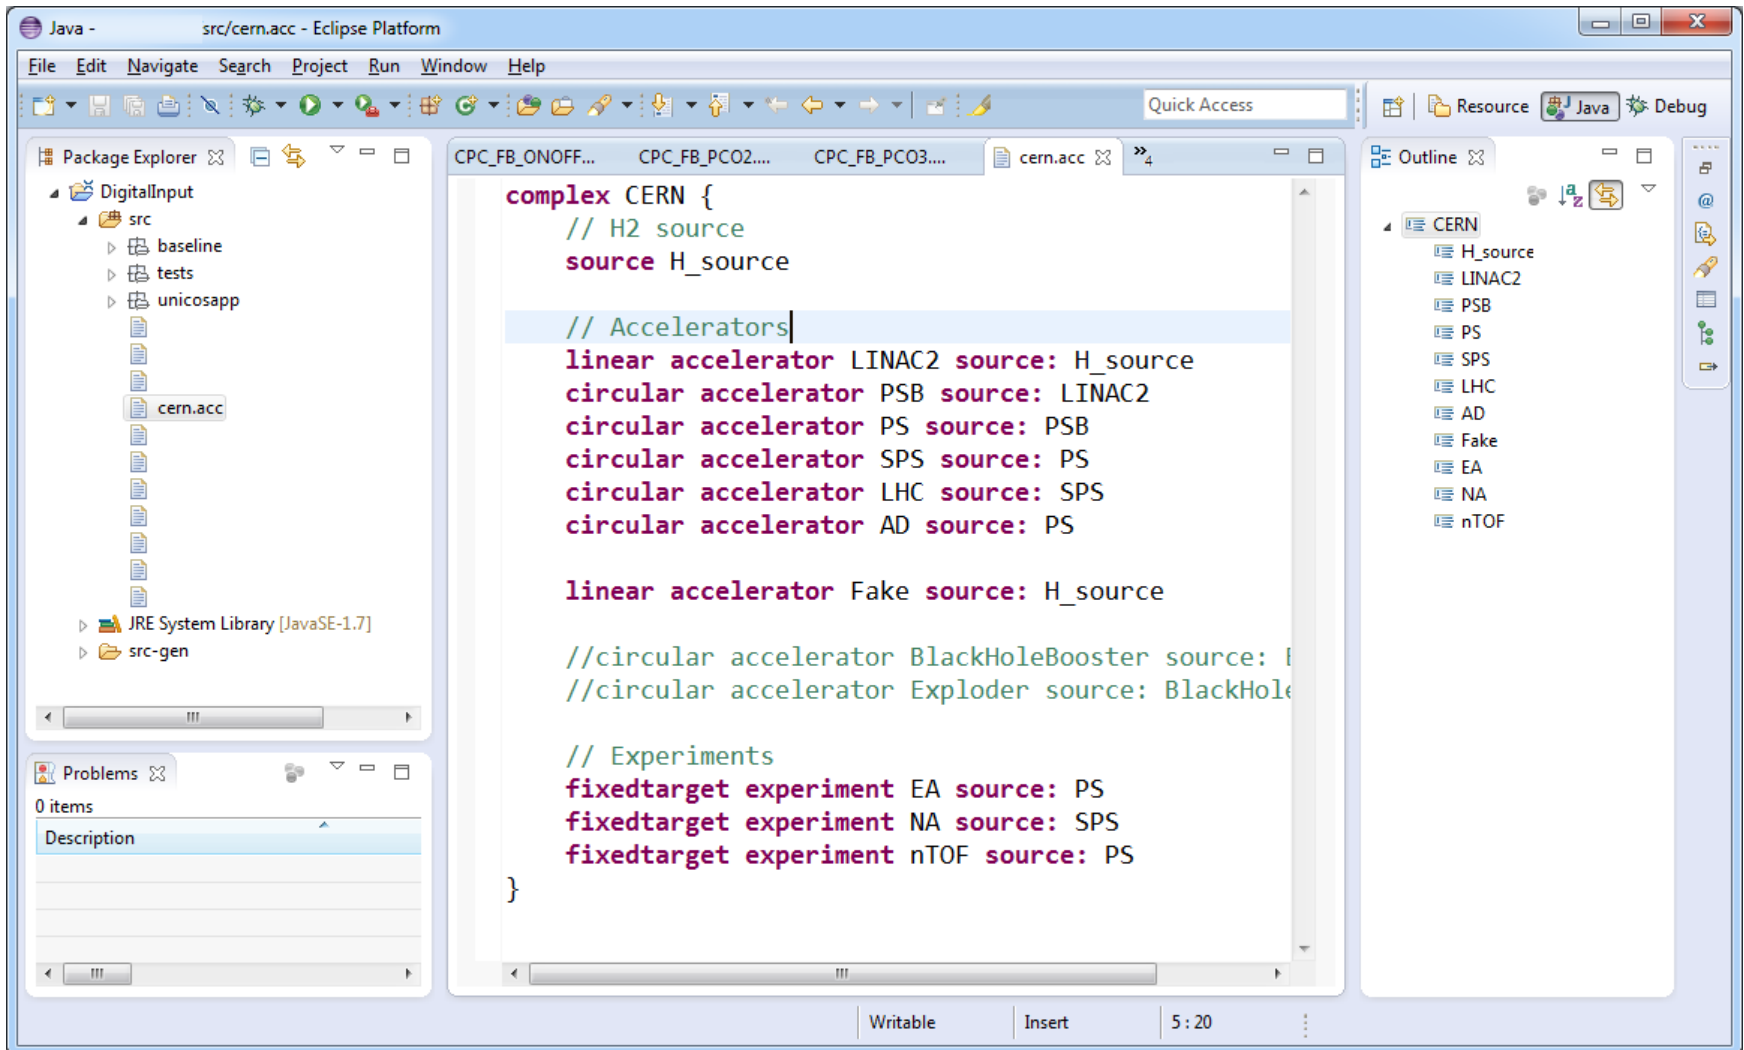 Java -
src/cern.acc - Eclipse Platform
File Edit Navigate Search Project Run Window Help
Quick Access
Resource
Java
Debug
Package Explorer
DigitalInput
src
baseline
tests
unicosapp
cern.acc
JRE System Library [JavaSE-1.7]
src-gen
Problems
0 items
Description
CPC_FB_ONOFF...
CPC_FB_PCO2....
CPC_FB_PCO3....
cern.acc
»4
complex CERN {
// H2 source
source H_source
// Accelerators
linear accelerator LINAC2 source: H_source
circular accelerator PSB source: LINAC2
circular accelerator PS source: PSB
circular accelerator SPS source: PS
circular accelerator LHC source: SPS
circular accelerator AD source: PS
linear accelerator Fake source: H_source
//circular accelerator BlackHoleBooster source:
//circular accelerator Exploder source: BlackHole
// Experiments
fixedtarget experiment EA source: PS
fixedtarget experiment NA source: SPS
fixedtarget experiment nTOF source: PS
}
Outline
CERN
H_source
LINAC2
PSB
PS
SPS
LHC
AD
Fake
EA
NA
nTOF
Writable
Insert
5 : 20